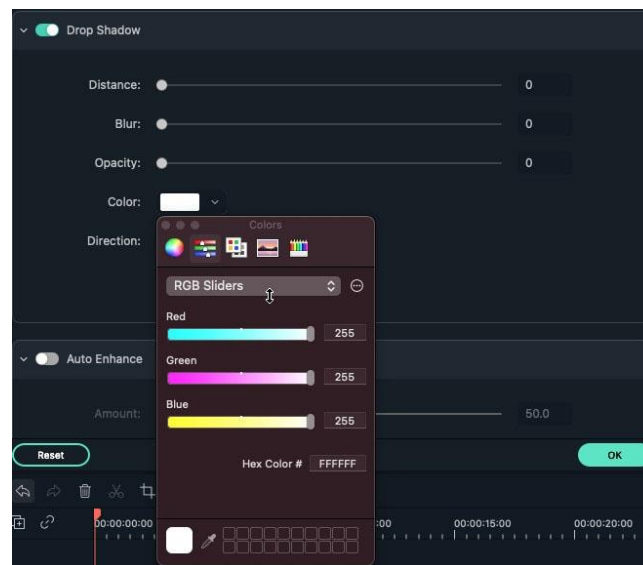 Drop Shadow
Distance: 0
Blur: 0
Opacity: 0
Color:
Colors
Direction:
RGB Sliders
Red
255
Auto Enhance
Green
255
Blue
Amount: 255 50.0
Reset OK
Hex Color # FFFFFF
00:00:00:00 :00 00:00:15:00 00:00:20:00